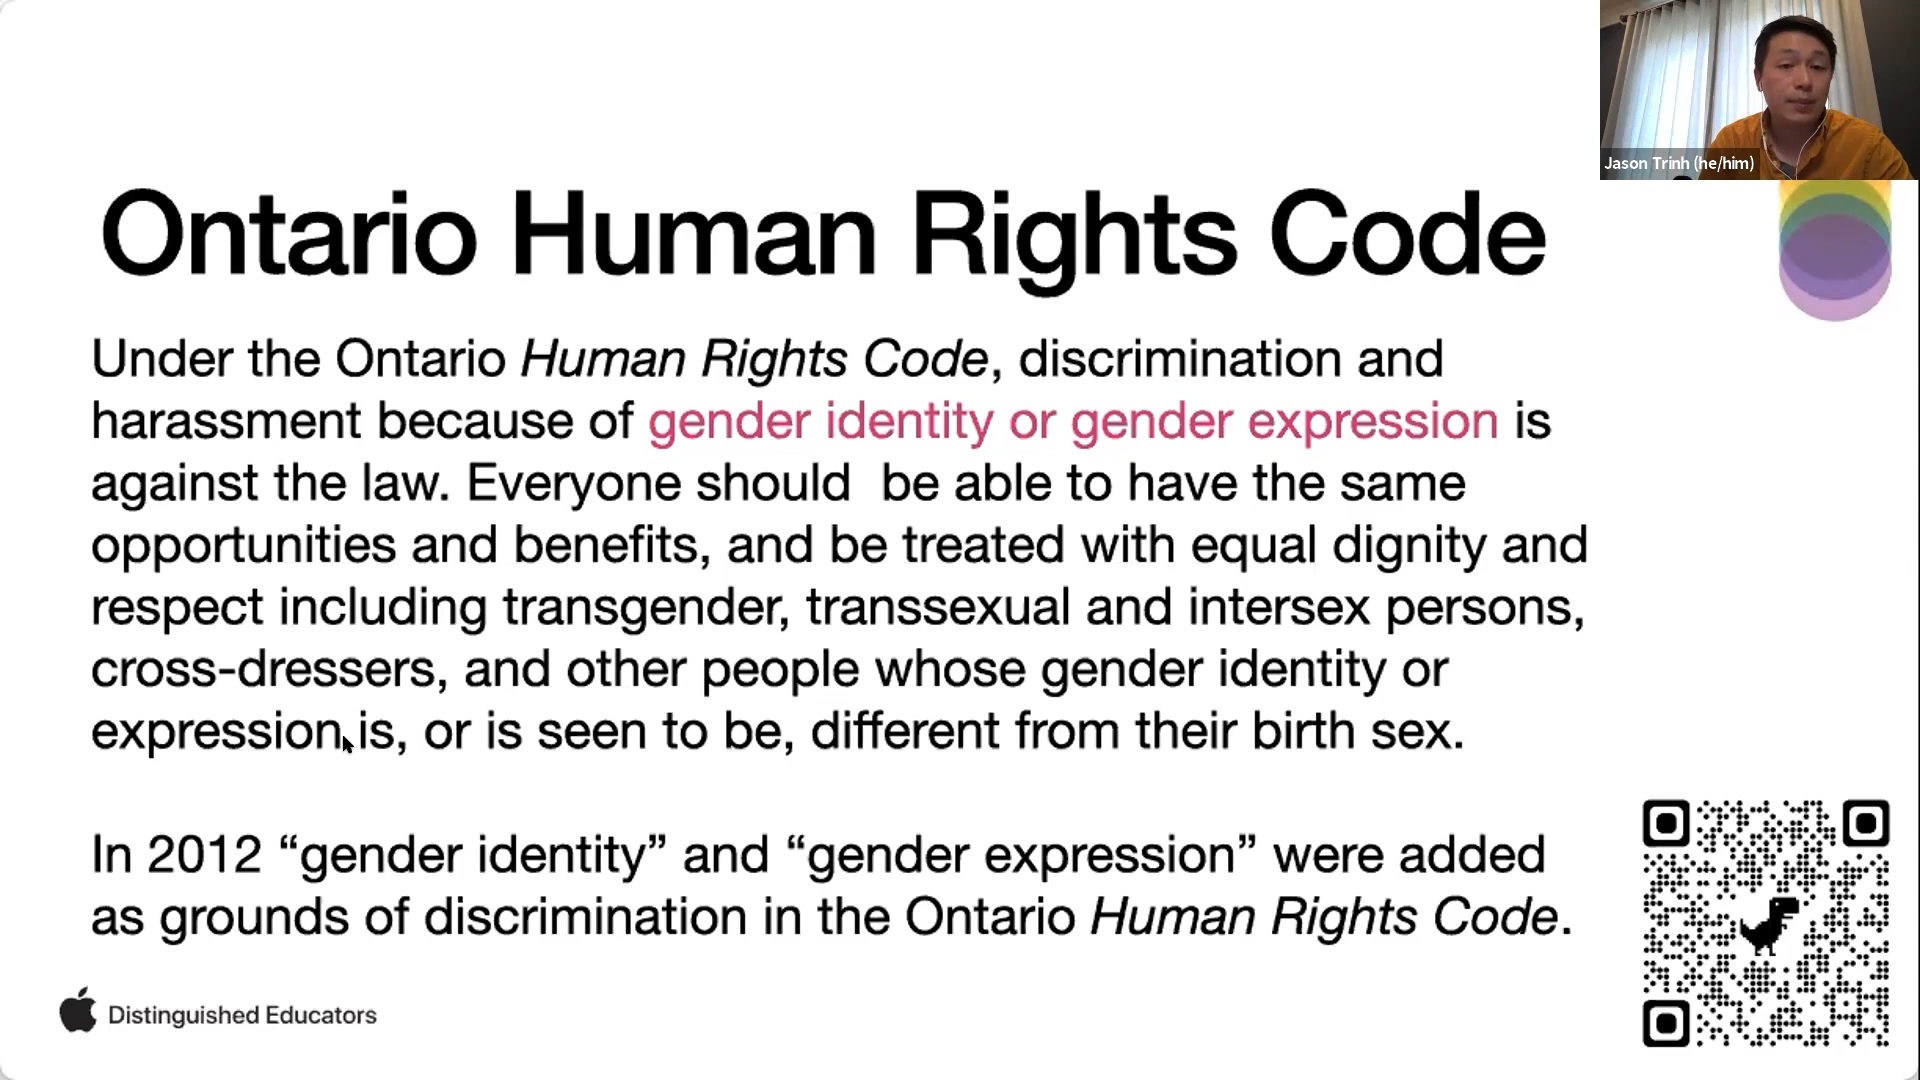 Jason Trinh (he/him)
Ontario Human Rights Code
Under the Ontario Human Rights Code, discrimination and
harassment because of gender identity or gender expression is
against the law. Everyone should  be able to have the same
opportunities and benefits, and be treated with equal dignity and
respect including transgender, transsexual and intersex persons,
cross-dressers, and other people whose gender identity or
expression is, or is seen to be, different from their birth sex.
In 2012 “gender identity” and “gender expression” were added
as grounds of discrimination in the Ontario Human Rights Code.
Distinguished Educators